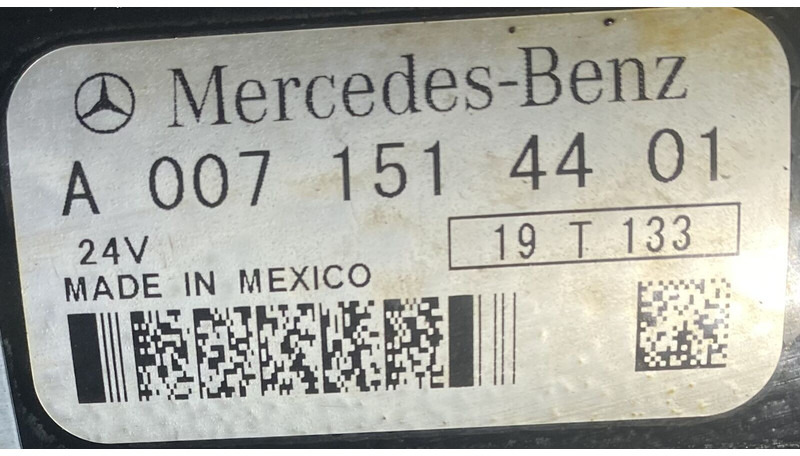 Mercedes-Benz
A 007 151 44 01
24V
19 T 133
MADE IN MEXICO